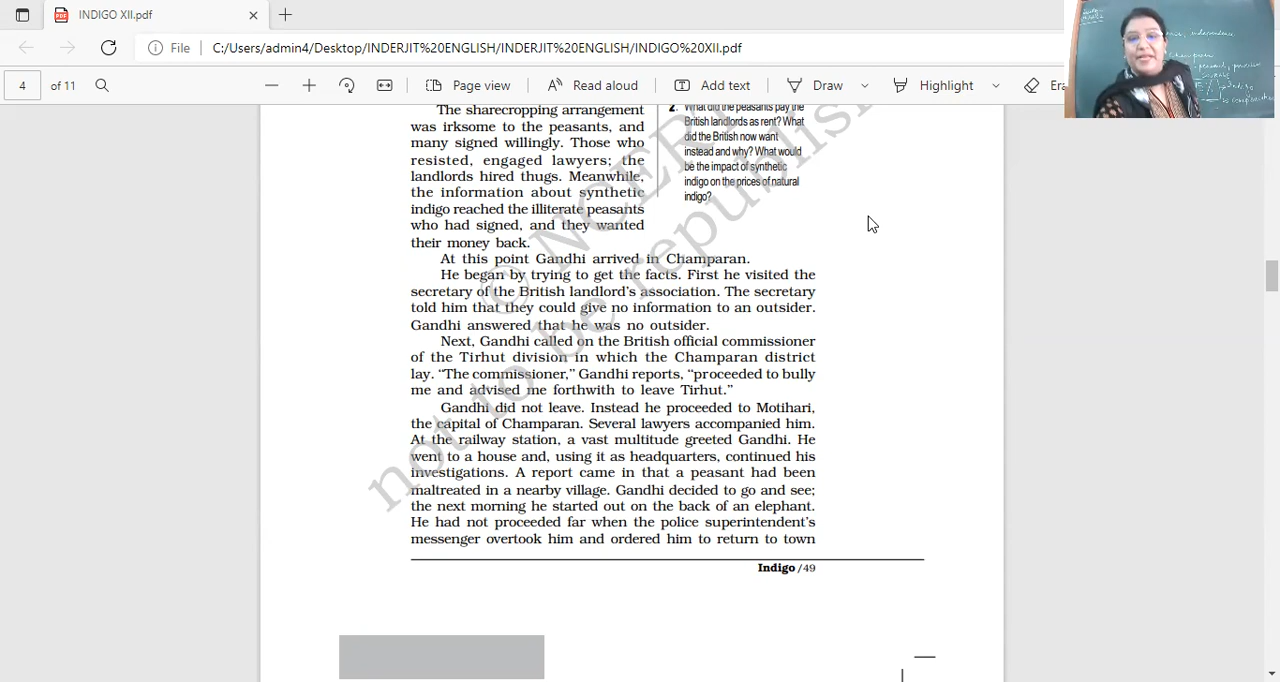 INDIGO XII.pdf
File
C:/Users/admin4/Desktop/INDERJIT%20ENGLISH/INDERJIT%20ENGLISH/INDIGO%20XII.pdf
4 of 11
Page view
Read aloud
Add text
Draw
Highlight
Era
The sharecropping arrangement
was irksome to the peasants, and
many signed willingly. Those who
resisted, engaged lawyers; the
landlords hired thugs. Meanwhile,
the information about synthetic
indigo reached the illiterate peasants
who had signed, and they wanted
their money back.
2. What did the peasants pay the
British landlords as rent? What
did the British now want
instead and why? What would
be the impact of synthetic
indigo on the prices of natural
indigo?
At this point Gandhi arrived in Champaran.
He began by trying to get the facts. First he visited the
secretary of the British landlord’s association. The secretary
told him that they could give no information to an outsider.
Gandhi answered that he was no outsider.
Next, Gandhi called on the British official commissioner
of the Tirhut division in which the Champaran district
lay. “The commissioner,” Gandhi reports, “proceeded to bully
me and advised me forthwith to leave Tirhut.”
Gandhi did not leave. Instead he proceeded to Motihari,
the capital of Champaran. Several lawyers accompanied him.
At the railway station, a vast multitude greeted Gandhi. He
went to a house and, using it as headquarters, continued his
investigations. A report came in that a peasant had been
maltreated in a nearby village. Gandhi decided to go and see;
the next morning he started out on the back of an elephant.
He had not proceeded far when the police superintendent’s
messenger overtook him and ordered him to return to town
Indigo /49
© NCERT
not to be republish
independence